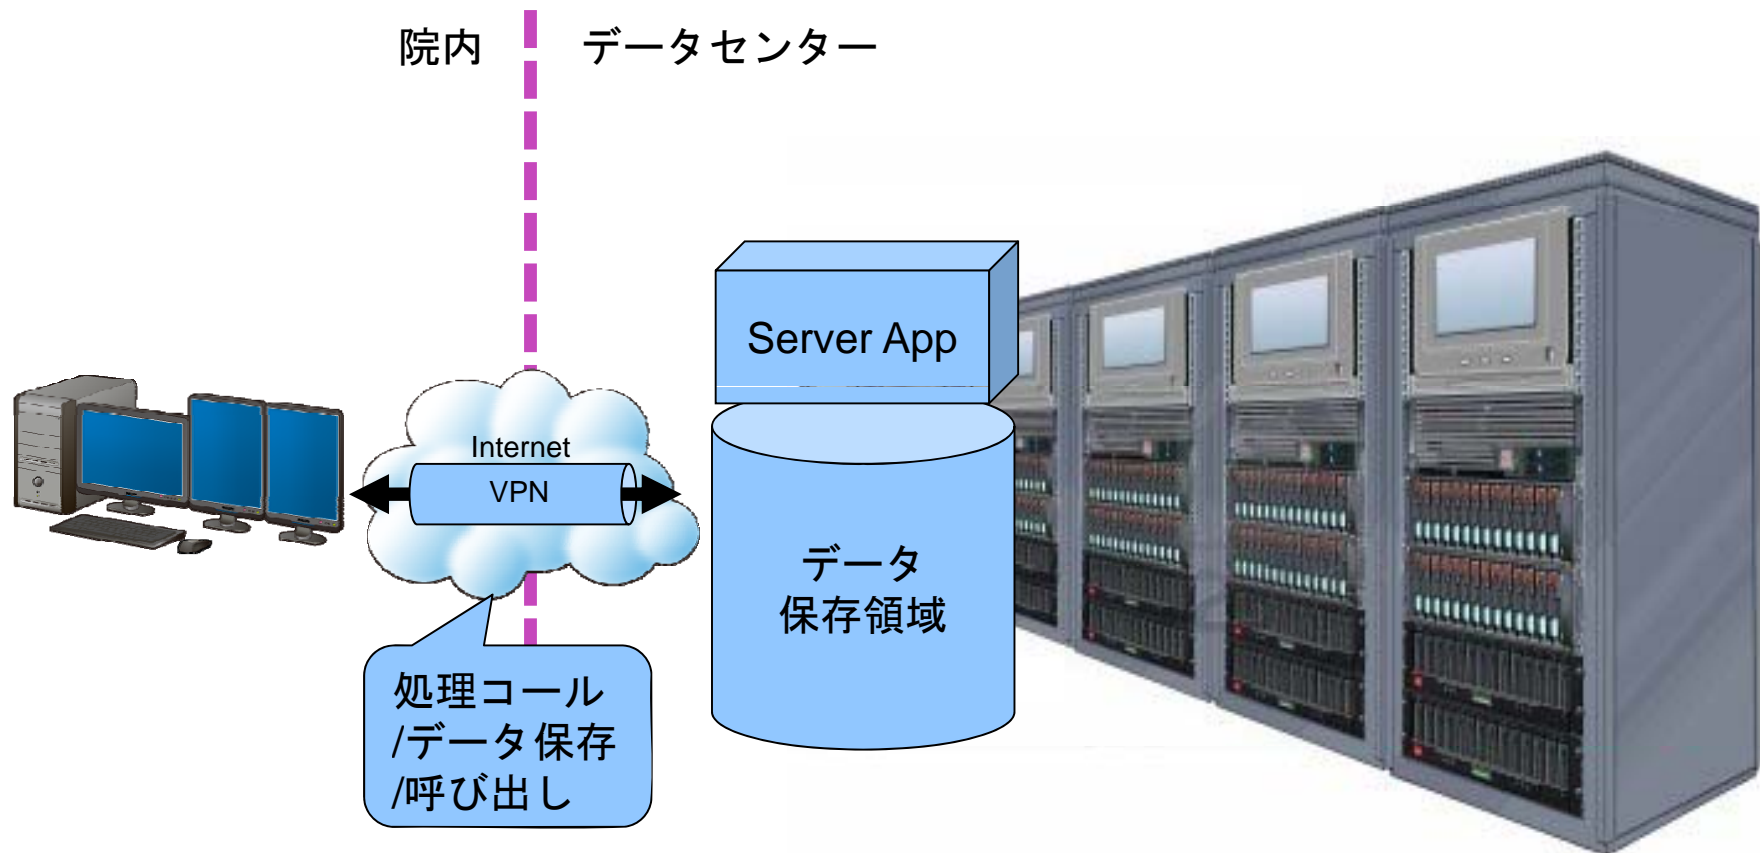 院内
データセンター
Server App
Internet
VPN
データ
保存領域
処理コール
/データ保存
/呼び出し